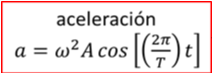 aceleración
a = ω²A cos [(2π/T) t]